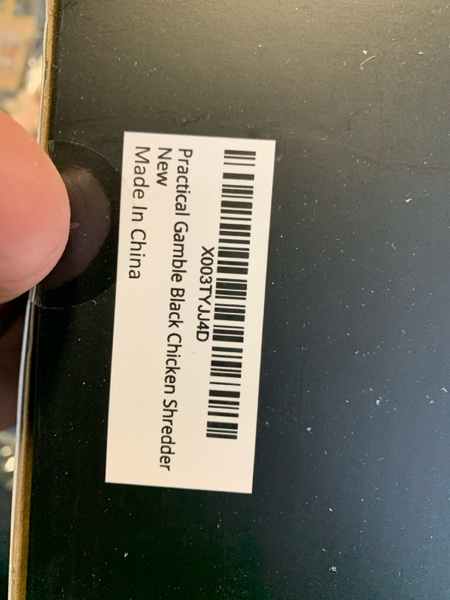 X003TYJJ4D
Practical Gamble Black Chicken Shredder
New
Made In China